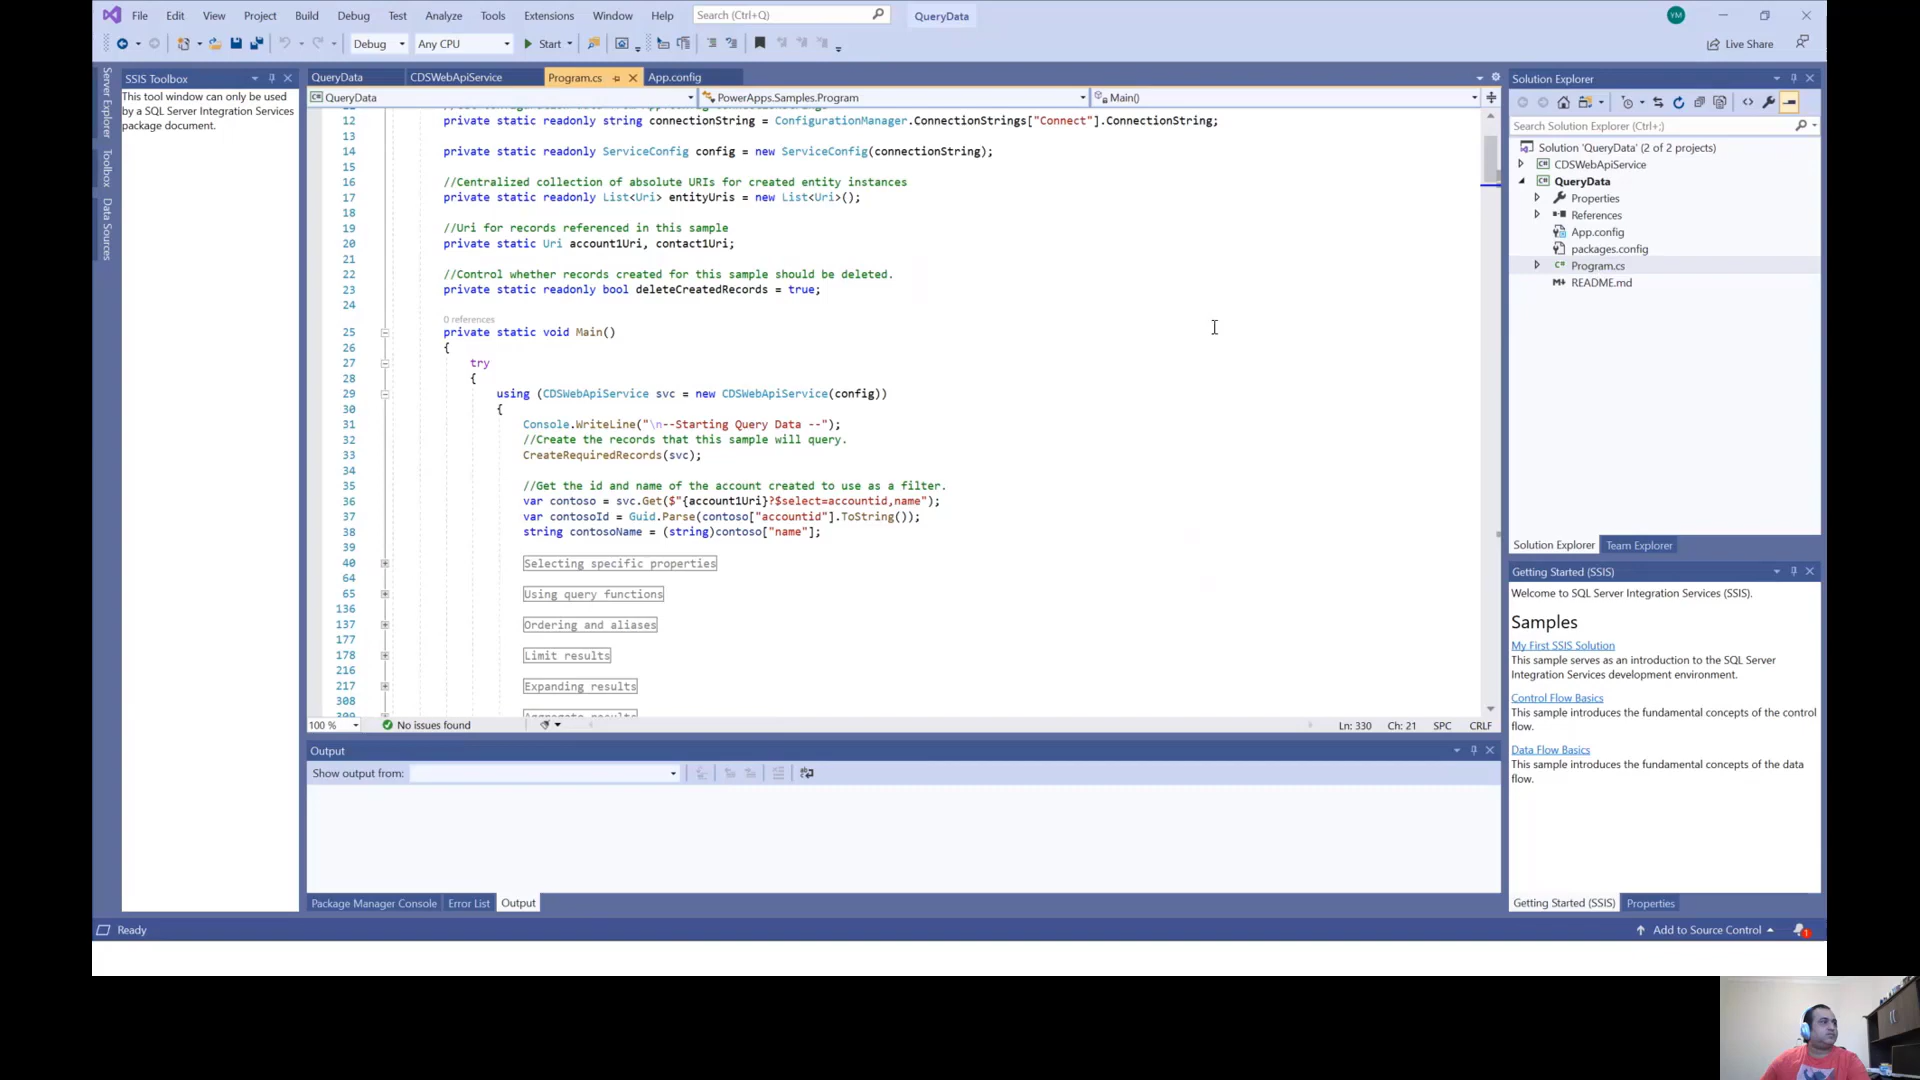 File Edit View Project Build Debug Test Analyze Tools Extensions Window Help Search (Ctrl+Q) QueryData YM
Debug Any CPU Start Live Share
Server Explorer
Toolbox
Data Sources
SSIS Toolbox
This tool window can only be used
by a SQL Server Integration Services
package document.
QueryData CDSWebApiService Program.cs App.config
QueryData PowerApps.Samples.Program Main()
12 private static readonly string connectionString = ConfigurationManager.ConnectionStrings["Connect"].ConnectionString;
13
14 private static readonly ServiceConfig config = new ServiceConfig(connectionString);
15
16 //Centralized collection of absolute URIs for created entity instances
17 private static readonly List<Uri> entityUris = new List<Uri>();
18
19 //Uri for records referenced in this sample
20 private static Uri account1Uri, contact1Uri;
21
22 //Control whether records created for this sample should be deleted.
23 private static readonly bool deleteCreatedRecords = true;
24
0 references
25 private static void Main()
26 {
27 try
28 {
29 using (CDSWebApiService svc = new CDSWebApiService(config))
30 {
31 Console.WriteLine("\n--Starting Query Data --");
32 //Create the records that this sample will query.
33 CreateRequiredRecords(svc);
34
35 //Get the id and name of the account created to use as a filter.
36 var contoso = svc.Get($"{account1Uri}?$select=accountid,name");
37 var contosoId = Guid.Parse(contoso["accountid"].ToString());
38 string contosoName = (string)contoso["name"];
39
40 Selecting specific properties
64
65 Using query functions
136
137 Ordering and aliases
177
178 Limit results
216
217 Expanding results
308
309 Aggregate results
100 % No issues found Ln: 330 Ch: 21 SPC CRLF
Output
Show output from:
Package Manager Console Error List Output
Solution Explorer
Search Solution Explorer (Ctrl+;)
Solution 'QueryData' (2 of 2 projects)
CDSWebApiService
QueryData
Properties
References
App.config
packages.config
Program.cs
README.md
Solution Explorer Team Explorer
Getting Started (SSIS)
Welcome to SQL Server Integration Services (SSIS).
Samples
My First SSIS Solution
This sample serves as an introduction to the SQL Server
Integration Services development environment.
Control Flow Basics
This sample introduces the fundamental concepts of the control
flow.
Data Flow Basics
This sample introduces the fundamental concepts of the data
flow.
Getting Started (SSIS) Properties
Ready Add to Source Control 1